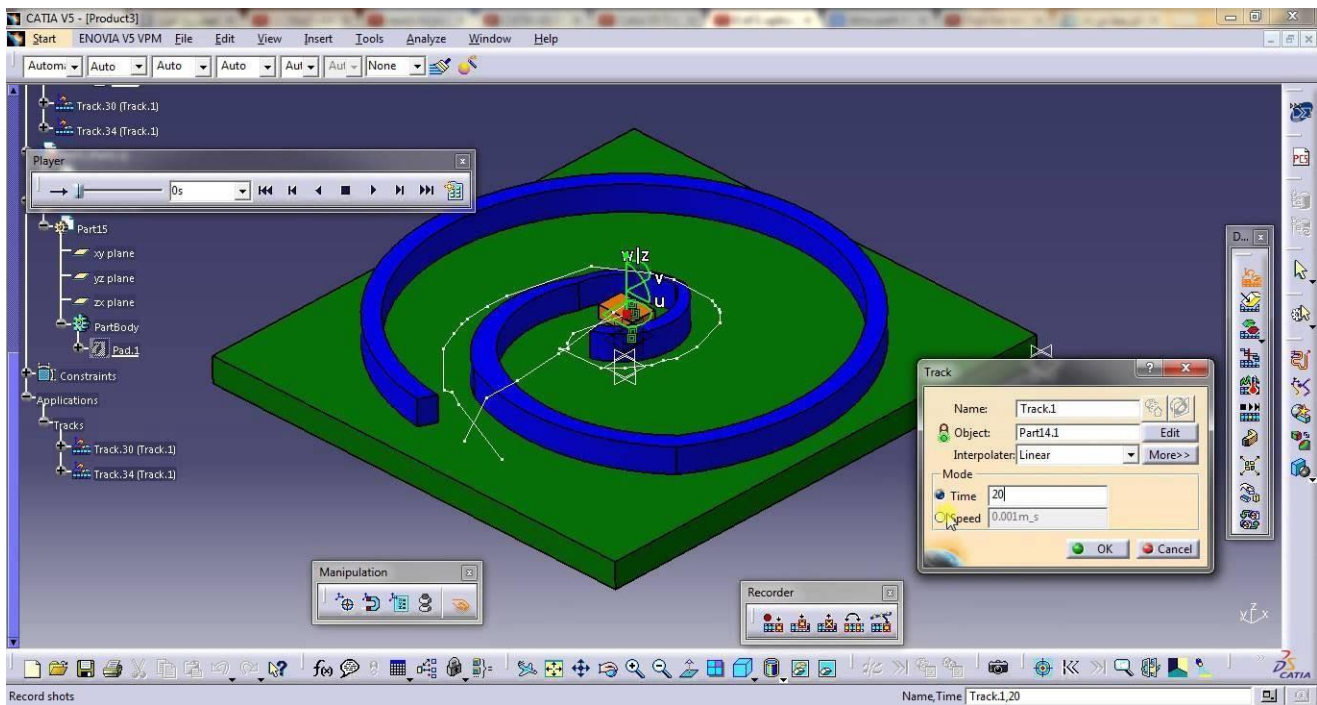 CATIA V5 - [Product3]
Start ENOVIA V5 VPM File Edit View Insert Tools Analyze Window Help
Auto Auto Auto None
Track.30 (Track.1)
Track.34 (Track.1)
Player
0s
Part15
xy plane
yz plane
zx plane
PartBody
Pad.1
Constraints
Applications
Tracks
Track.30 (Track.1)
Track.34 (Track.1)
w|z
v
u
D...
PCS
Track
Name: Track.1
Object: Part14.1 Edit
Interpolater: Linear More>>
Mode
Time 20
Speed 0.001m_s
OK Cancel
Manipulation
Recorder
z
y x
f(x)
CATIA
Record shots
Name,Time Track.1,20